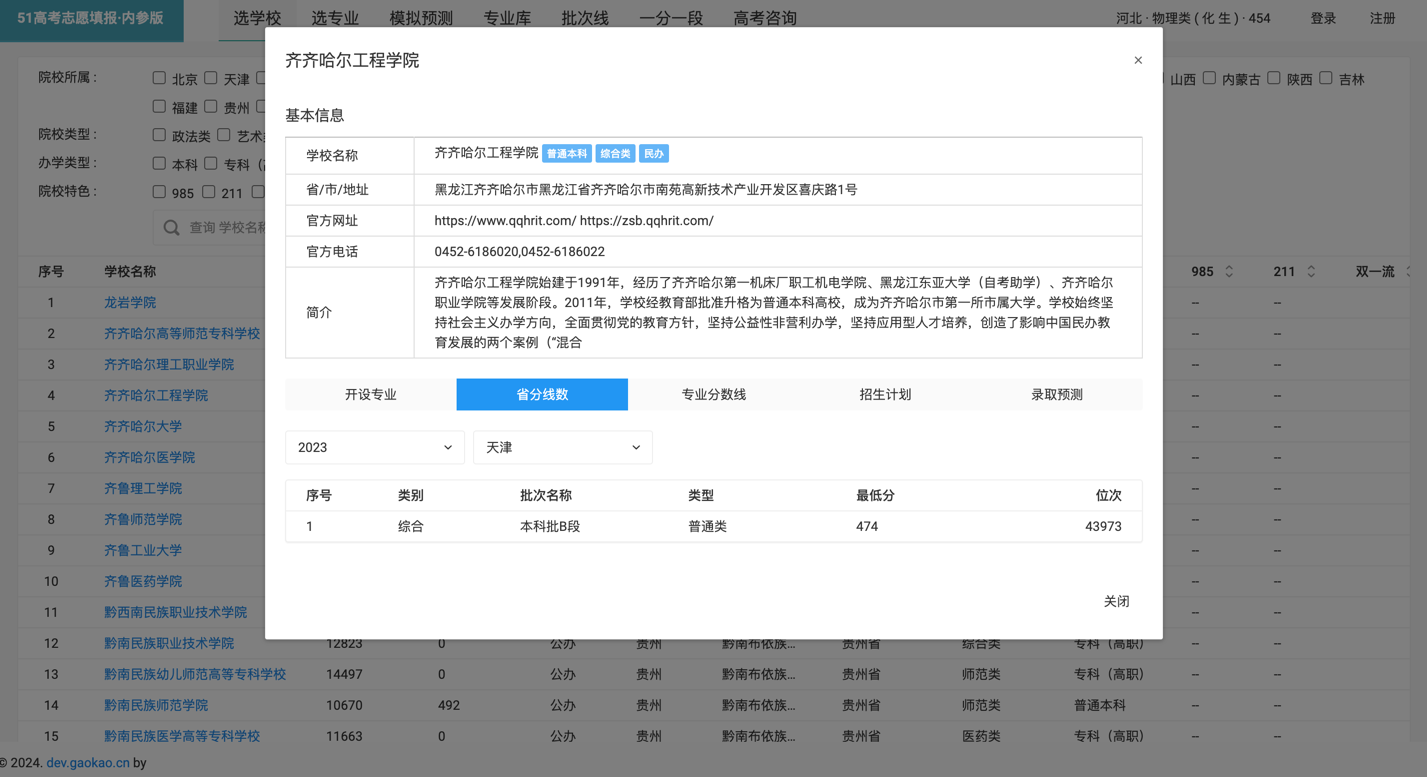 51高考志愿填报·内参版 选学校 选专业 模拟预测 专业库 批次线 一分一段 高考咨询 河北 · 物理类 ( 化 生 ) · 454 登录 注册
院校所属 : 北京 天津 山西 内蒙古 陕西 吉林
福建 贵州
院校类型 : 政法类 艺术
办学类型 : 本科 专科
院校特色 : 985 211
查询 学校名称
序号 学校名称 985 211 双一流
1 龙岩学院 -- --
2 齐齐哈尔高等师范专科学校 -- --
3 齐齐哈尔理工职业学院 -- --
4 齐齐哈尔工程学院 -- --
5 齐齐哈尔大学 -- --
6 齐齐哈尔医学院 -- --
7 齐鲁理工学院 -- --
8 齐鲁师范学院 -- --
9 齐鲁工业大学 -- --
10 齐鲁医药学院 -- --
11 黔西南民族职业技术学院 -- --
12 黔南民族职业技术学院 12823 0 公办 贵州 黔南布依族... 贵州省 综合类 专科（高职） -- --
13 黔南民族幼儿师范高等专科学校 14497 0 公办 贵州 黔南布依族... 贵州省 师范类 专科（高职） -- --
14 黔南民族师范学院 10670 492 公办 贵州 黔南布依族... 贵州省 师范类 普通本科 -- --
15 黔南民族医学高等专科学校 11663 0 公办 贵州 黔南布依族... 贵州省 医药类 专科（高职） -- --
© 2024. dev.gaokao.cn by
齐齐哈尔工程学院 ×
基本信息
学校名称 齐齐哈尔工程学院 普通本科 综合类 民办
省/市/地址 黑龙江齐齐哈尔市黑龙江省齐齐哈尔市南苑高新技术产业开发区喜庆路1号
官方网址 https://www.qqhrit.com/ https://zsb.qqhrit.com/
官方电话 0452-6186020,0452-6186022
简介 齐齐哈尔工程学院始建于1991年，经历了齐齐哈尔第一机床厂职工机电学院、黑龙江东亚大学（自考助学）、齐齐哈尔
职业学院等发展阶段。2011年，学校经教育部批准升格为普通本科高校，成为齐齐哈尔市第一所市属大学。学校始终坚
持社会主义办学方向，全面贯彻党的教育方针，坚持公益性非营利办学，坚持应用型人才培养，创造了影响中国民办教
育发展的两个案例（“混合
开设专业 省分线数 专业分数线 招生计划 录取预测
2023 天津
序号 类别 批次名称 类型 最低分 位次
1 综合 本科批B段 普通类 474 43973
关闭